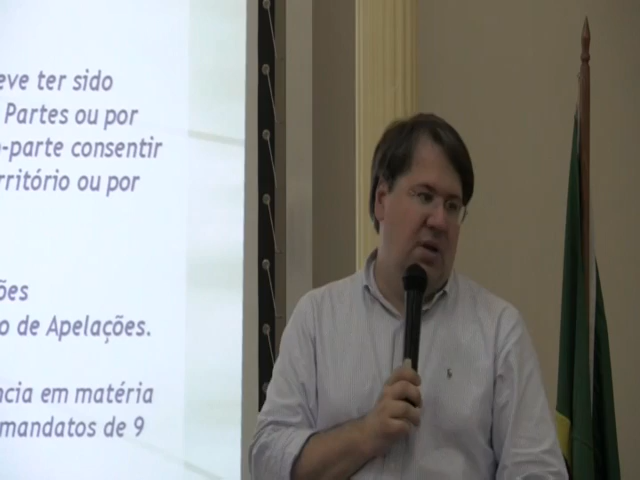 eve ter sido
Partes ou por
-parte consentir
rritório ou por
ões
o de Apelações.
ncia em matéria
mandatos de 9